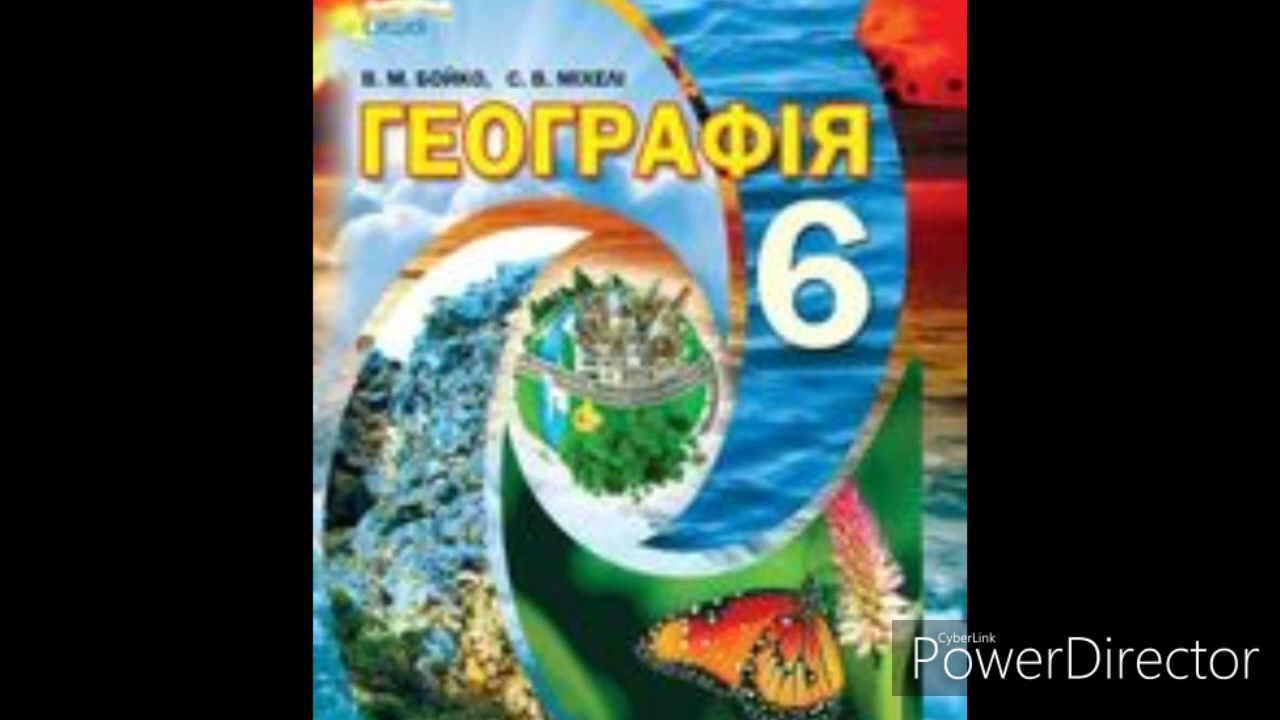 В. М. БОЙКО, С. В. МІХЕЛІ
ГЕОГРАФІЯ
6
CyberLink
PowerDirector